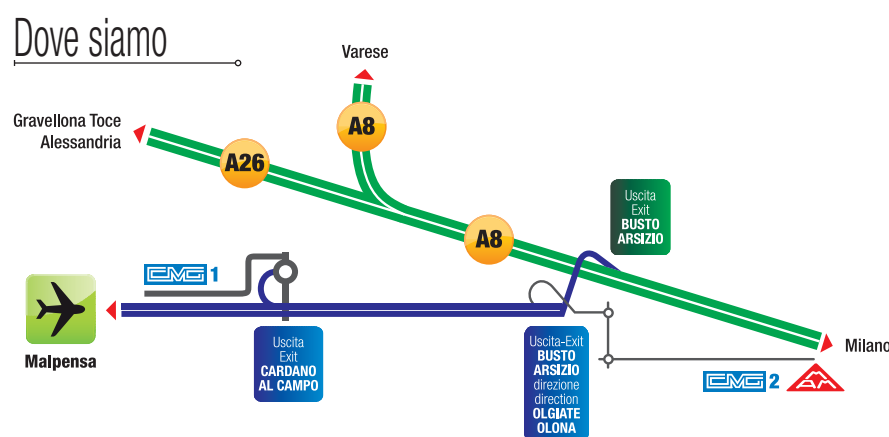 Dove siamo
Varese
Gravellona Toce
Alessandria
A8
A26
A8
Uscita
Exit
BUSTO
ARSIZIO
CMG 1
Malpensa
Uscita
Exit
CARDANO
AL CAMPO
Uscita-Exit
BUSTO
ARSIZIO
direzione
direction
OLGIATE
OLONA
Milano
CMG 2
MAM